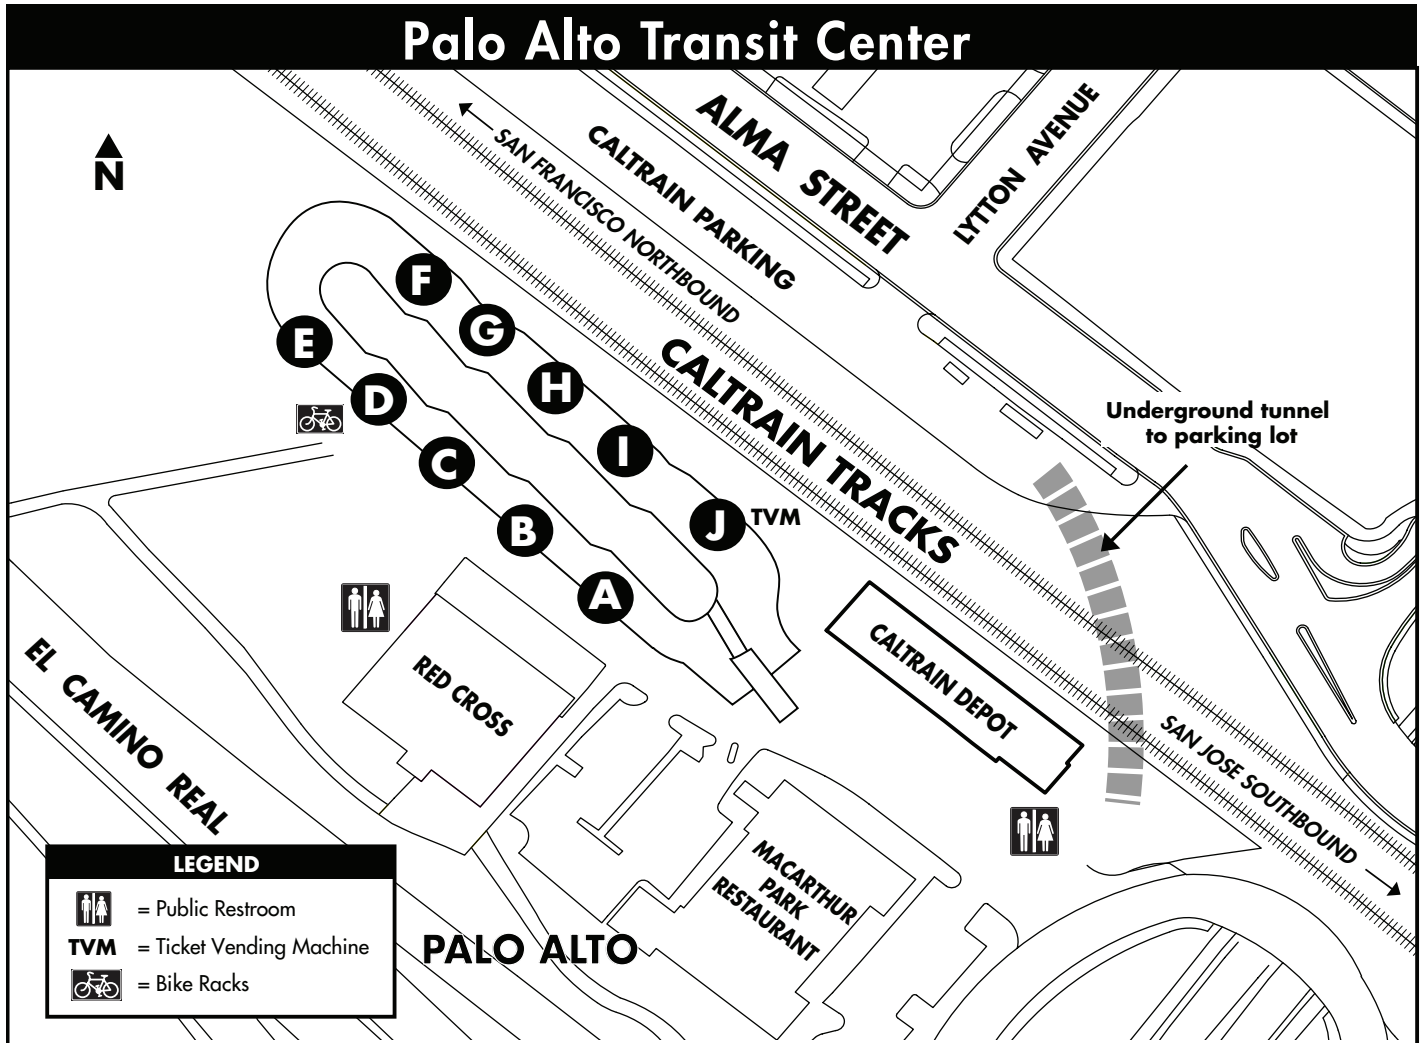 Palo Alto Transit Center
N
ALMA STREET
LYTTON AVENUE
CALTRAIN PARKING
SAN FRANCISCO NORTHBOUND
CALTRAIN TRACKS
Underground tunnel
to parking lot
F
G
E
H
D
I
C
J
TVM
B
A
CALTRAIN DEPOT
RED CROSS
SAN JOSE SOUTHBOUND
EL CAMINO REAL
MACARTHUR
PARK
RESTAURANT
PALO ALTO
LEGEND
= Public Restroom
TVM = Ticket Vending Machine
= Bike Racks